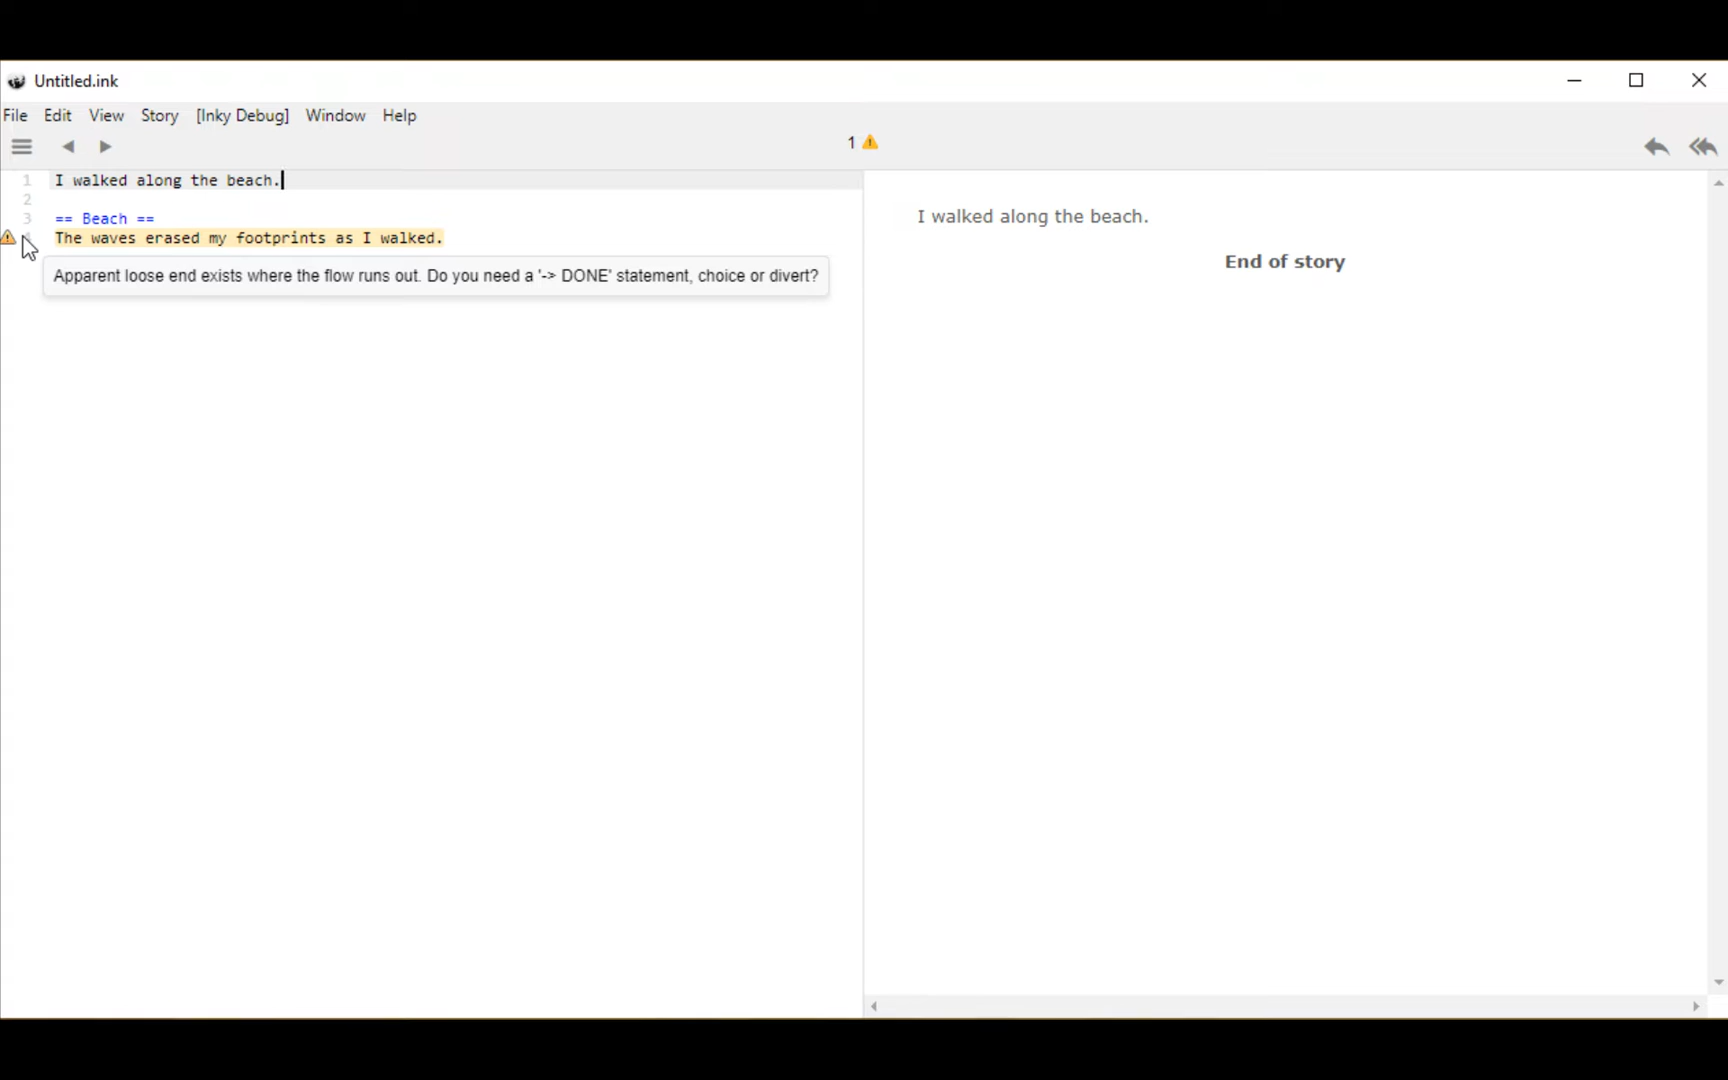 Untitled.ink
File Edit View Story [Inky Debug] Window Help
1
1 I walked along the beach.
2
3 == Beach ==
The waves erased my footprints as I walked.
Apparent loose end exists where the flow runs out. Do you need a '-> DONE' statement, choice or divert?
I walked along the beach.
End of story